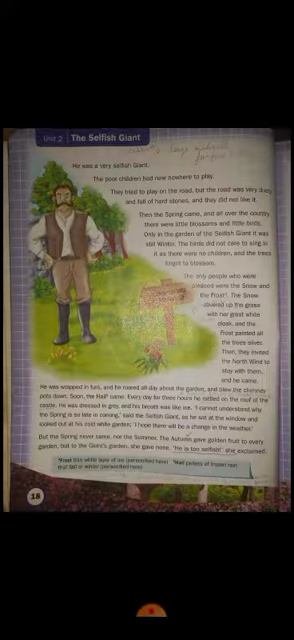 Unit 2 The Selfish Giant
He was a very selfish Giant.
The poor children had now nowhere to play.
They tried to play on the road, but the road was very dusty
and full of hard stones, and they did not like it.
Then the Spring came, and all over the country
there were little blossoms and little birds.
Only in the garden of the Selfish Giant it was
still Winter. The birds did not care to sing in
it as there were no children, and the trees
forgot to blossom.
The only people who were
pleased were the Snow and
the Frost¹. The Snow
covered up the grass
with her great white
cloak, and the
Frost painted all
the trees silver.
Then, they invited
the North Wind to
stay with them,
and he came.
He was wrapped in furs, and he roared all day about the garden, and blew the chimney
pots down. Soon, the Hail² came. Every day for three hours he rattled on the roof of the
castle. He was dressed in grey, and his breath was like ice. 'I cannot understand why
the Spring is so late in coming,' said the Selfish Giant, as he sat at the window and
looked out at his cold white garden; 'I hope there will be a change in the weather.'
But the Spring never came, nor the Summer. The Autumn gave golden fruit to every
garden, but to the Giant's garden, she gave none. 'He is too selfish', she exclaimed.
¹Frost thin white layer of ice (personified here) ²Hail pellets of frozen rain
that fall in winter (personified here)
18